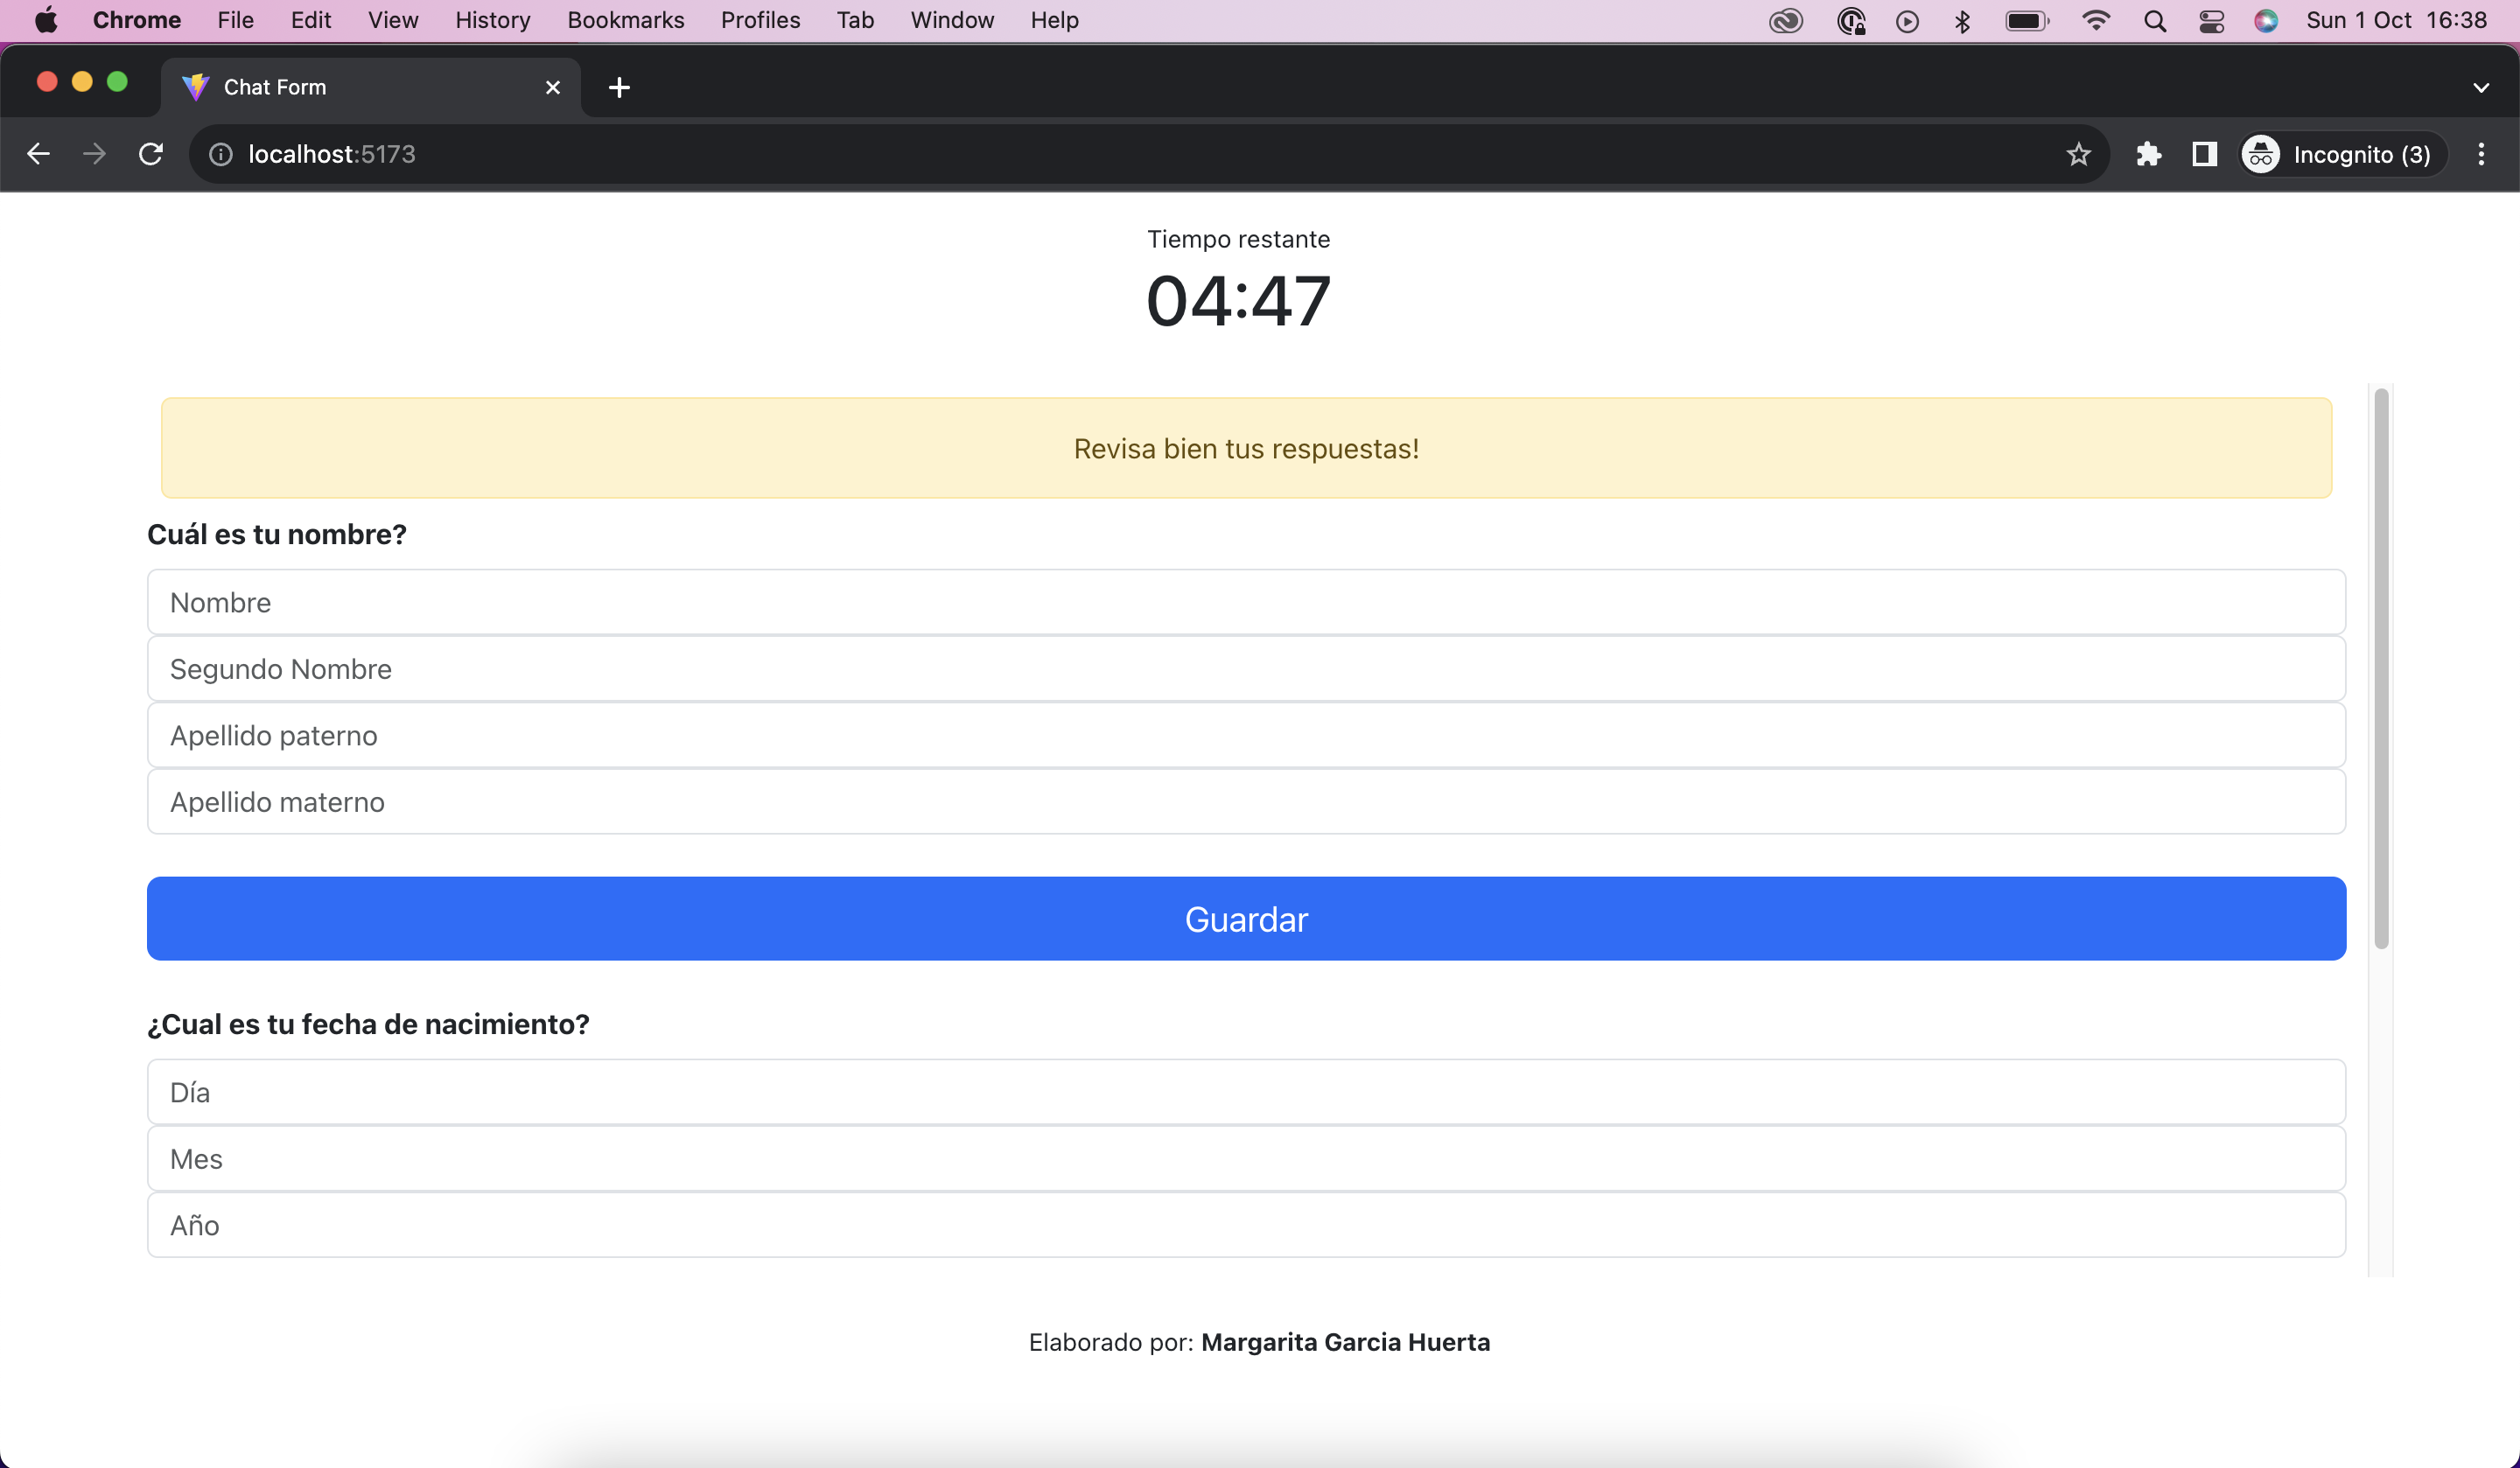 Chrome File Edit View History Bookmarks Profiles Tab Window Help Sun 1 Oct 16:38
Chat Form
localhost:5173 Incognito (3)
Tiempo restante
04:47
Revisa bien tus respuestas!
Cuál es tu nombre?
Nombre
Segundo Nombre
Apellido paterno
Apellido materno
Guardar
¿Cual es tu fecha de nacimiento?
Día
Mes
Año
Elaborado por: Margarita Garcia Huerta